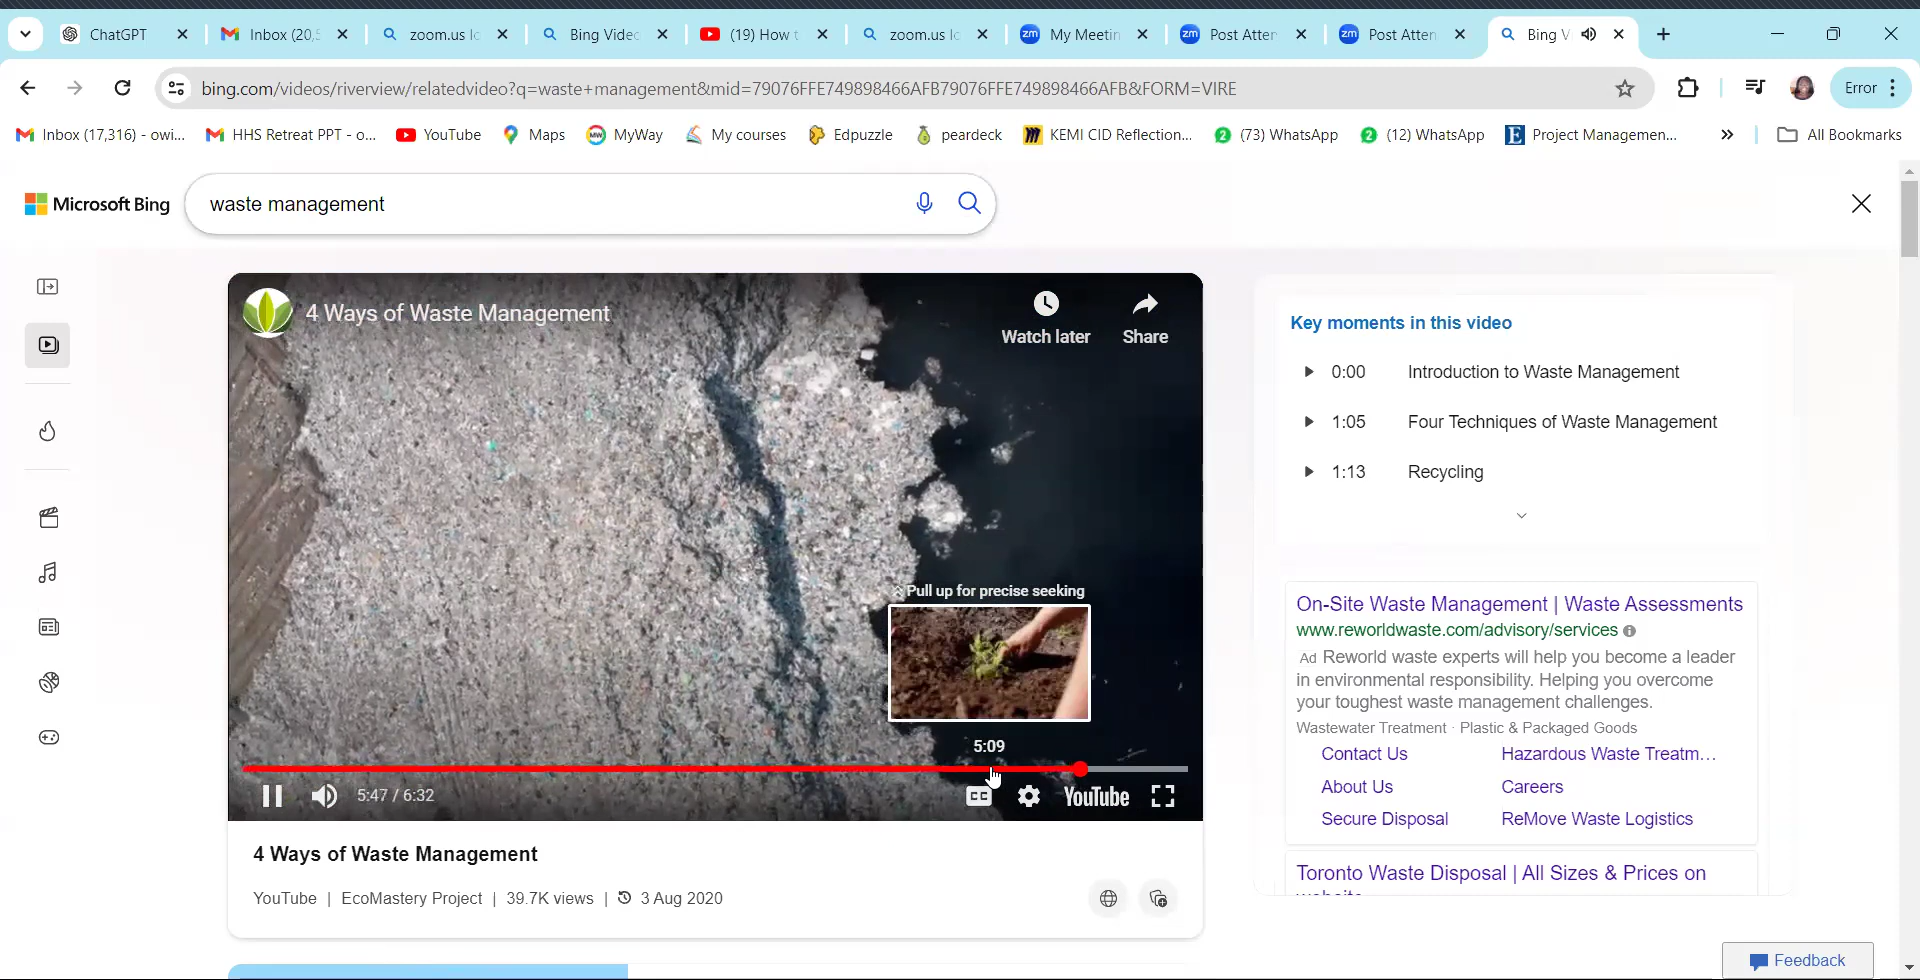 ChatGPT
Inbox (20,5
zoom.us lo
Bing Video
(19) How t
zoom.us lo
My Meetin
Post Atten
Post Atten
Bing V
bing.com/videos/riverview/relatedvideo?q=waste+management&mid=79076FFE749898466AFB79076FFE749898466AFB&FORM=VIRE
Error
Inbox (17,316) - owi...
HHS Retreat PPT - o...
YouTube
Maps
MyWay
My courses
Edpuzzle
peardeck
KEMI CID Reflection...
(73) WhatsApp
(12) WhatsApp
Project Managemen...
All Bookmarks
Microsoft Bing
waste management
4 Ways of Waste Management
Watch later
Share
Pull up for precise seeking
5:09
5:47 / 6:32
CC
YouTube
4 Ways of Waste Management
YouTube | EcoMastery Project | 39.7K views | 3 Aug 2020
Key moments in this video
0:00 Introduction to Waste Management
1:05 Four Techniques of Waste Management
1:13 Recycling
On-Site Waste Management | Waste Assessments
www.reworldwaste.com/advisory/services
Ad Reworld waste experts will help you become a leader
in environmental responsibility. Helping you overcome
your toughest waste management challenges.
Wastewater Treatment · Plastic & Packaged Goods
Contact Us
Hazardous Waste Treatm...
About Us
Careers
Secure Disposal
ReMove Waste Logistics
Toronto Waste Disposal | All Sizes & Prices on
Feedback